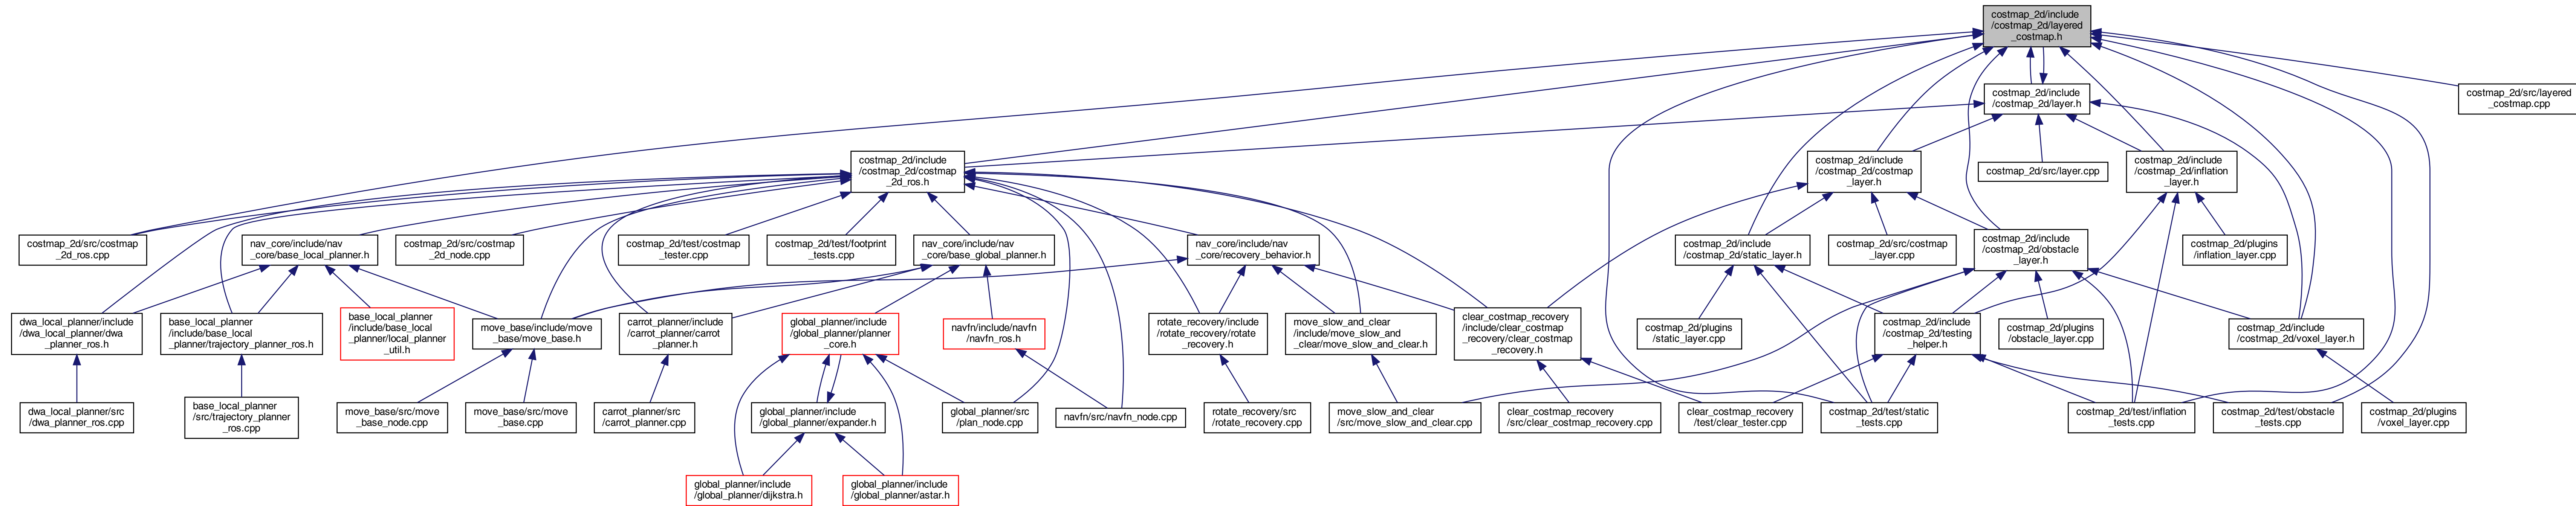 costmap_2d/include
/costmap_2d/layered
_costmap.h
costmap_2d/include
/costmap_2d/layer.h
costmap_2d/src/layered
_costmap.cpp
costmap_2d/include
/costmap_2d/costmap
_2d_ros.h
costmap_2d/include
/costmap_2d/costmap
_layer.h
costmap_2d/src/layer.cpp
costmap_2d/include
/costmap_2d/inflation
_layer.h
costmap_2d/src/costmap
_2d_ros.cpp
nav_core/include/nav
_core/base_local_planner.h
costmap_2d/src/costmap
_2d_node.cpp
costmap_2d/test/costmap
_tester.cpp
costmap_2d/test/footprint
_tests.cpp
nav_core/include/nav
_core/base_global_planner.h
nav_core/include/nav
_core/recovery_behavior.h
costmap_2d/include
/costmap_2d/static_layer.h
costmap_2d/src/costmap
_layer.cpp
costmap_2d/include
/costmap_2d/obstacle
_layer.h
costmap_2d/plugins
/inflation_layer.cpp
dwa_local_planner/include
/dwa_local_planner/dwa
_planner_ros.h
base_local_planner
/include/base_local
_planner/trajectory_planner_ros.h
base_local_planner
/include/base_local
_planner/local_planner
_util.h
move_base/include/move
_base/move_base.h
carrot_planner/include
/carrot_planner/carrot
_planner.h
global_planner/include
/global_planner/planner
_core.h
navfn/include/navfn
/navfn_ros.h
rotate_recovery/include
/rotate_recovery/rotate
_recovery.h
move_slow_and_clear
/include/move_slow_and
_clear/move_slow_and_clear.h
clear_costmap_recovery
/include/clear_costmap
_recovery/clear_costmap
_recovery.h
costmap_2d/plugins
/static_layer.cpp
costmap_2d/include
/costmap_2d/testing
_helper.h
costmap_2d/plugins
/obstacle_layer.cpp
costmap_2d/include
/costmap_2d/voxel_layer.h
dwa_local_planner/src
/dwa_planner_ros.cpp
base_local_planner
/src/trajectory_planner
_ros.cpp
move_base/src/move
_base_node.cpp
move_base/src/move
_base.cpp
carrot_planner/src
/carrot_planner.cpp
global_planner/include
/global_planner/expander.h
global_planner/src
/plan_node.cpp
navfn/src/navfn_node.cpp
rotate_recovery/src
/rotate_recovery.cpp
move_slow_and_clear
/src/move_slow_and_clear.cpp
clear_costmap_recovery
/src/clear_costmap_recovery.cpp
clear_costmap_recovery
/test/clear_tester.cpp
costmap_2d/test/static
_tests.cpp
costmap_2d/test/inflation
_tests.cpp
costmap_2d/test/obstacle
_tests.cpp
costmap_2d/plugins
/voxel_layer.cpp
global_planner/include
/global_planner/dijkstra.h
global_planner/include
/global_planner/astar.h